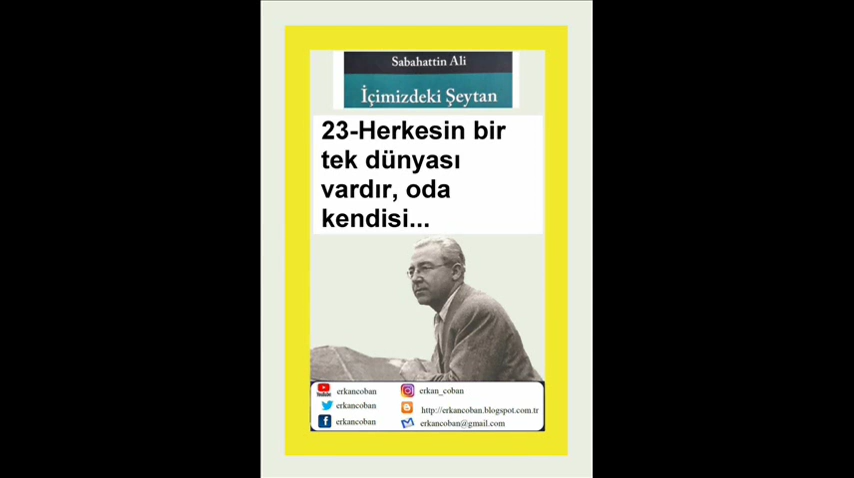 Sabahattin Ali
İçimizdeki Şeytan
23-Herkesin bir
tek dünyası
vardır, oda
kendisi...
YouTube erkancoban
erkan_coban
erkancoban
http://erkancoban.blogspot.com.tr
erkancoban
erkancoban@gmail.com